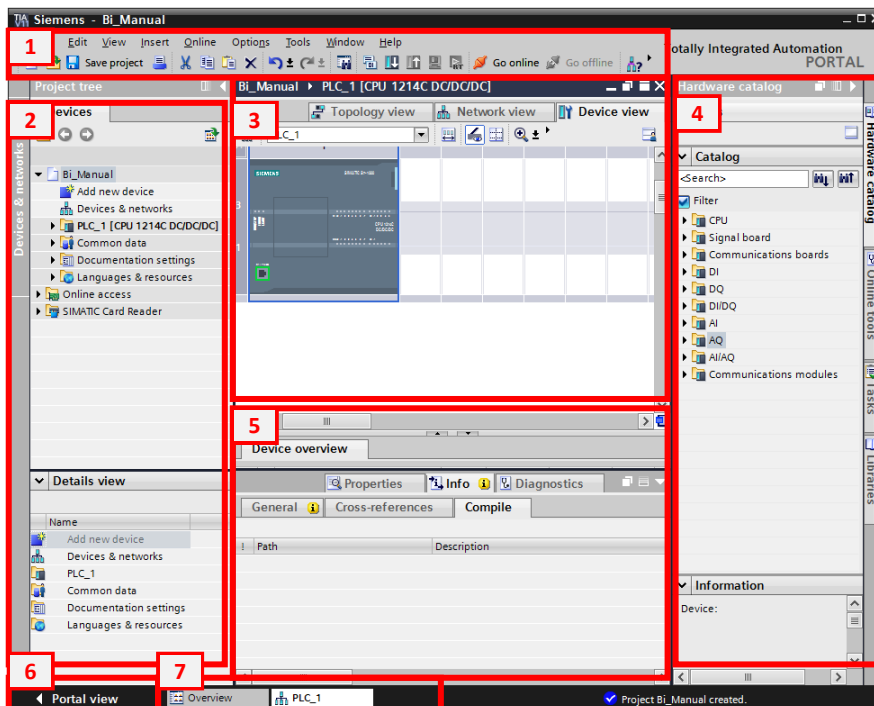 Siemens - Bi_Manual
1
Edit View Insert Online Options Tools Window Help
Save project Go online Go offline
Totally Integrated Automation
PORTAL
Project tree
Bi_Manual PLC_1 [CPU 1214C DC/DC/DC]
Hardware catalog
2
Devices
3
Topology view Network view Device view
4
PLC_1
Devices & networks
Bi_Manual
Add new device
Devices & networks
PLC_1 [CPU 1214C DC/DC/DC]
Common data
Documentation settings
Languages & resources
Online access
SIMATIC Card Reader
SIEMENS
3
1
Catalog
<Search>
Filter
CPU
Signal board
Communications boards
DI
DQ
DI/DQ
AI
AQ
AI/AQ
Communications modules
Hardware catalog
Online tools
Tasks
Libraries
5
Device overview
Properties Info Diagnostics
General Cross-references Compile
! Path Description
Details view
Name
Add new device
Devices & networks
PLC_1
Common data
Documentation settings
Languages & resources
Information
Device:
6
7
Portal view Overview PLC_1
Project Bi_Manual created.